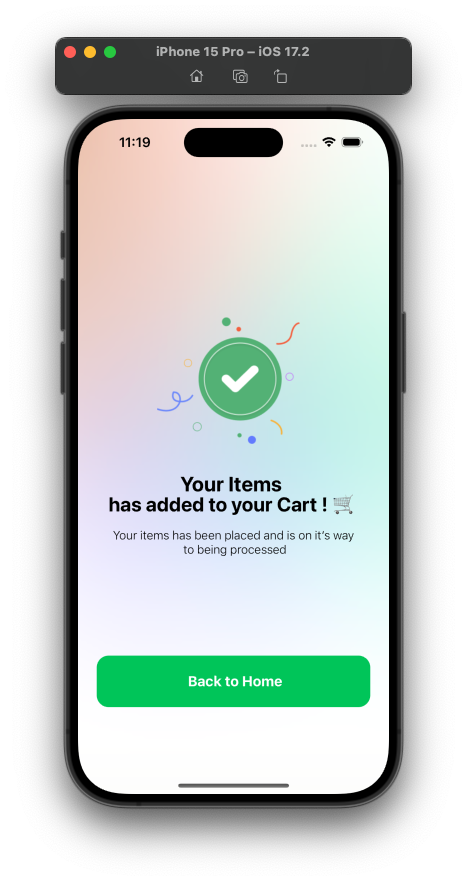 iPhone 15 Pro – iOS 17.2
11:19
Your Items
has added to your Cart ! 🛒
Your items has been placed and is on it's way
to being processed
Back to Home